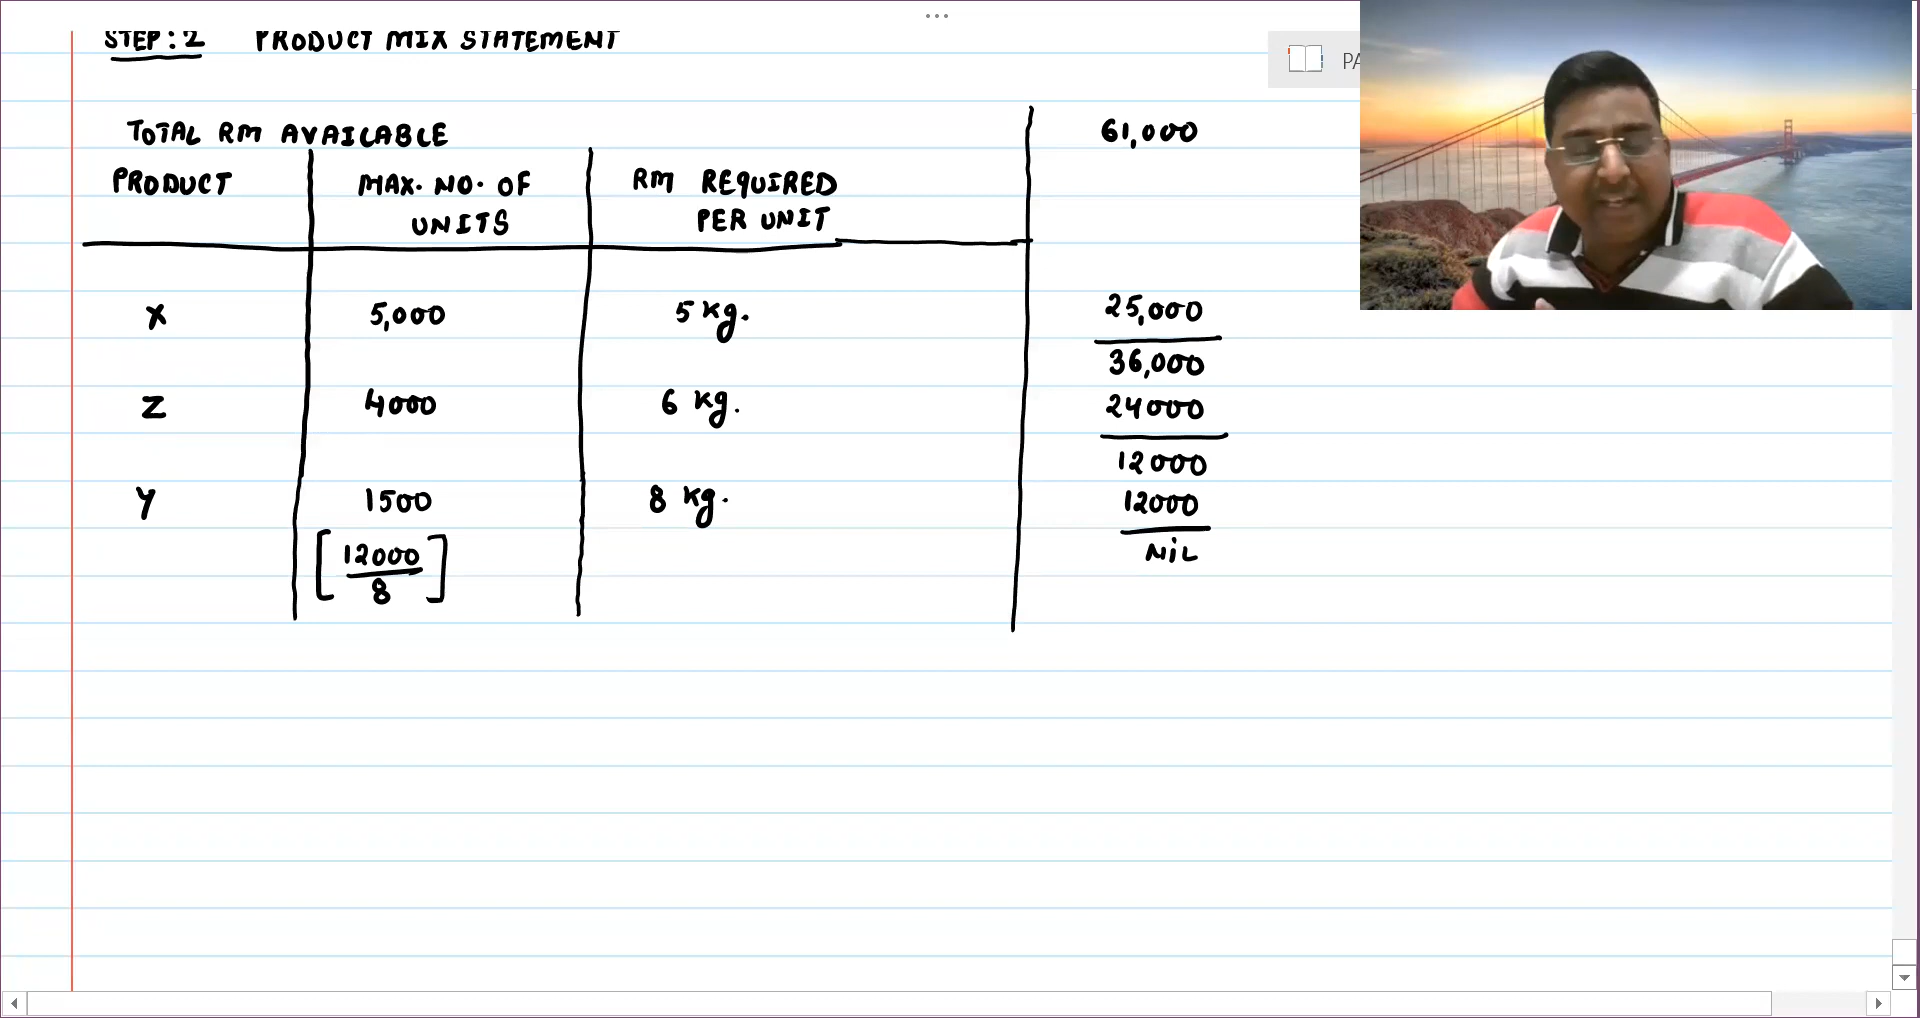 STEP: 2 PRODUCT MIX STATEMENT
PA
TOTAL RM AVAILABLE 61,000
PRODUCT MAX. NO. OF UNITS RM REQUIRED PER UNIT
X 5,000 5 kg. 25,000
36,000
Z 4000 6 kg. 24000
12000
Y 1500 8 kg. 12000
[12000/8] NIL